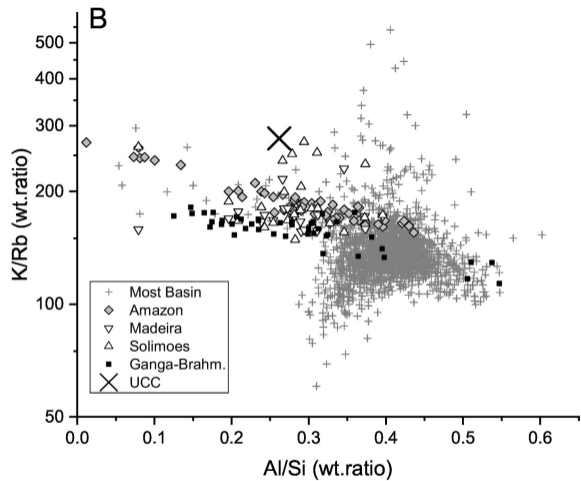 B
500
400
300
200
100
50
K/Rb (wt.ratio)
Most Basin
Amazon
Madeira
Solimoes
Ganga-Brahm.
UCC
0.0 0.1 0.2 0.3 0.4 0.5 0.6
Al/Si (wt.ratio)